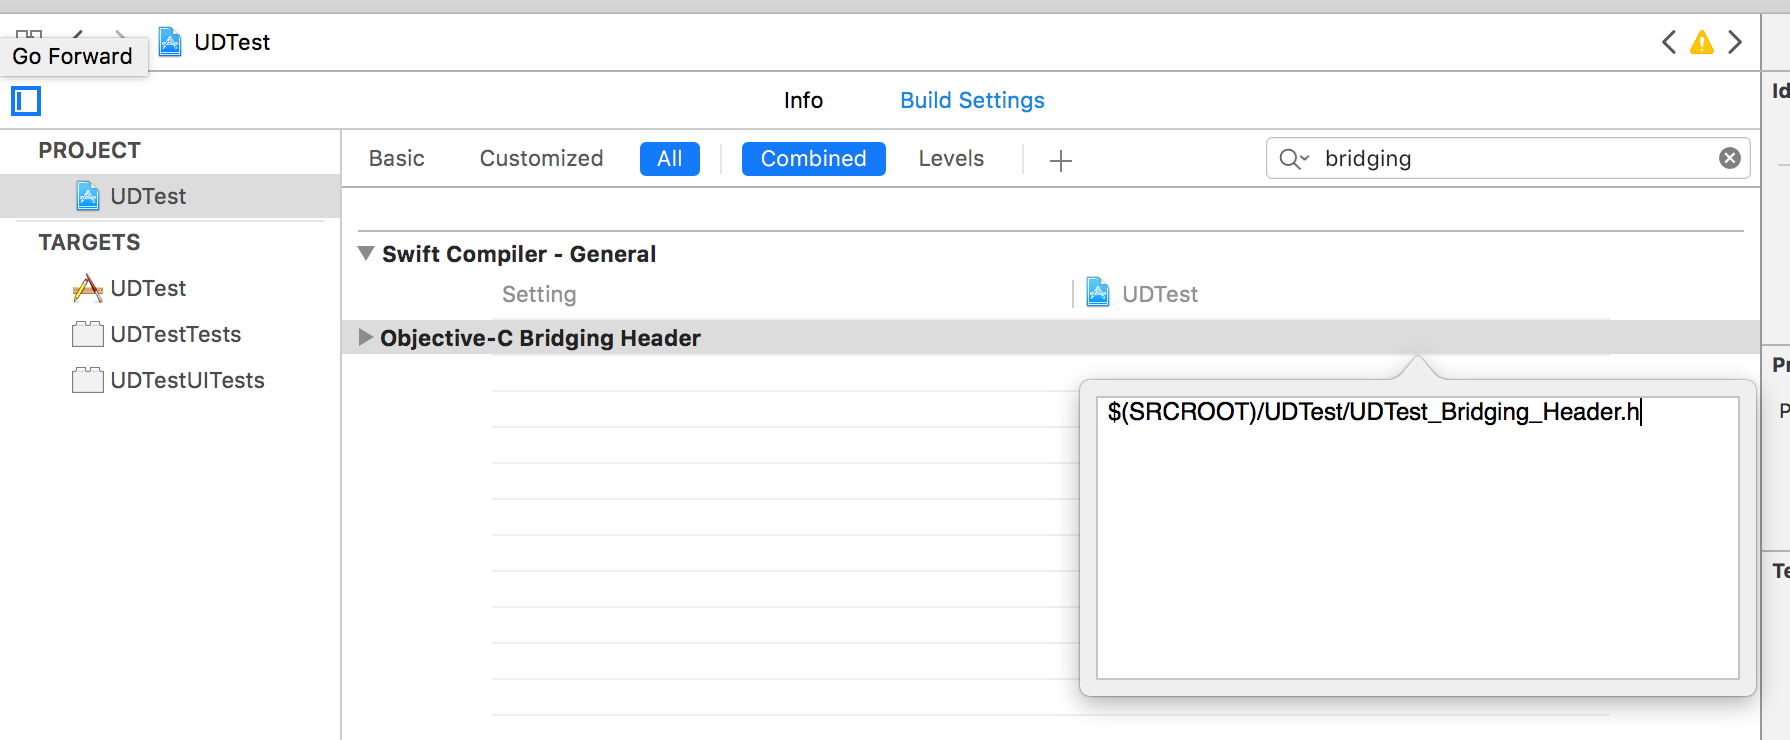 UDTest
Go Forward
Info Build Settings
PROJECT
UDTest
TARGETS
UDTest
UDTestTests
UDTestUITests
Basic Customized All Combined Levels bridging
Swift Compiler - General
Setting UDTest
Objective-C Bridging Header
$(SRCROOT)/UDTest/UDTest_Bridging_Header.h
Id
Pr
P
Te